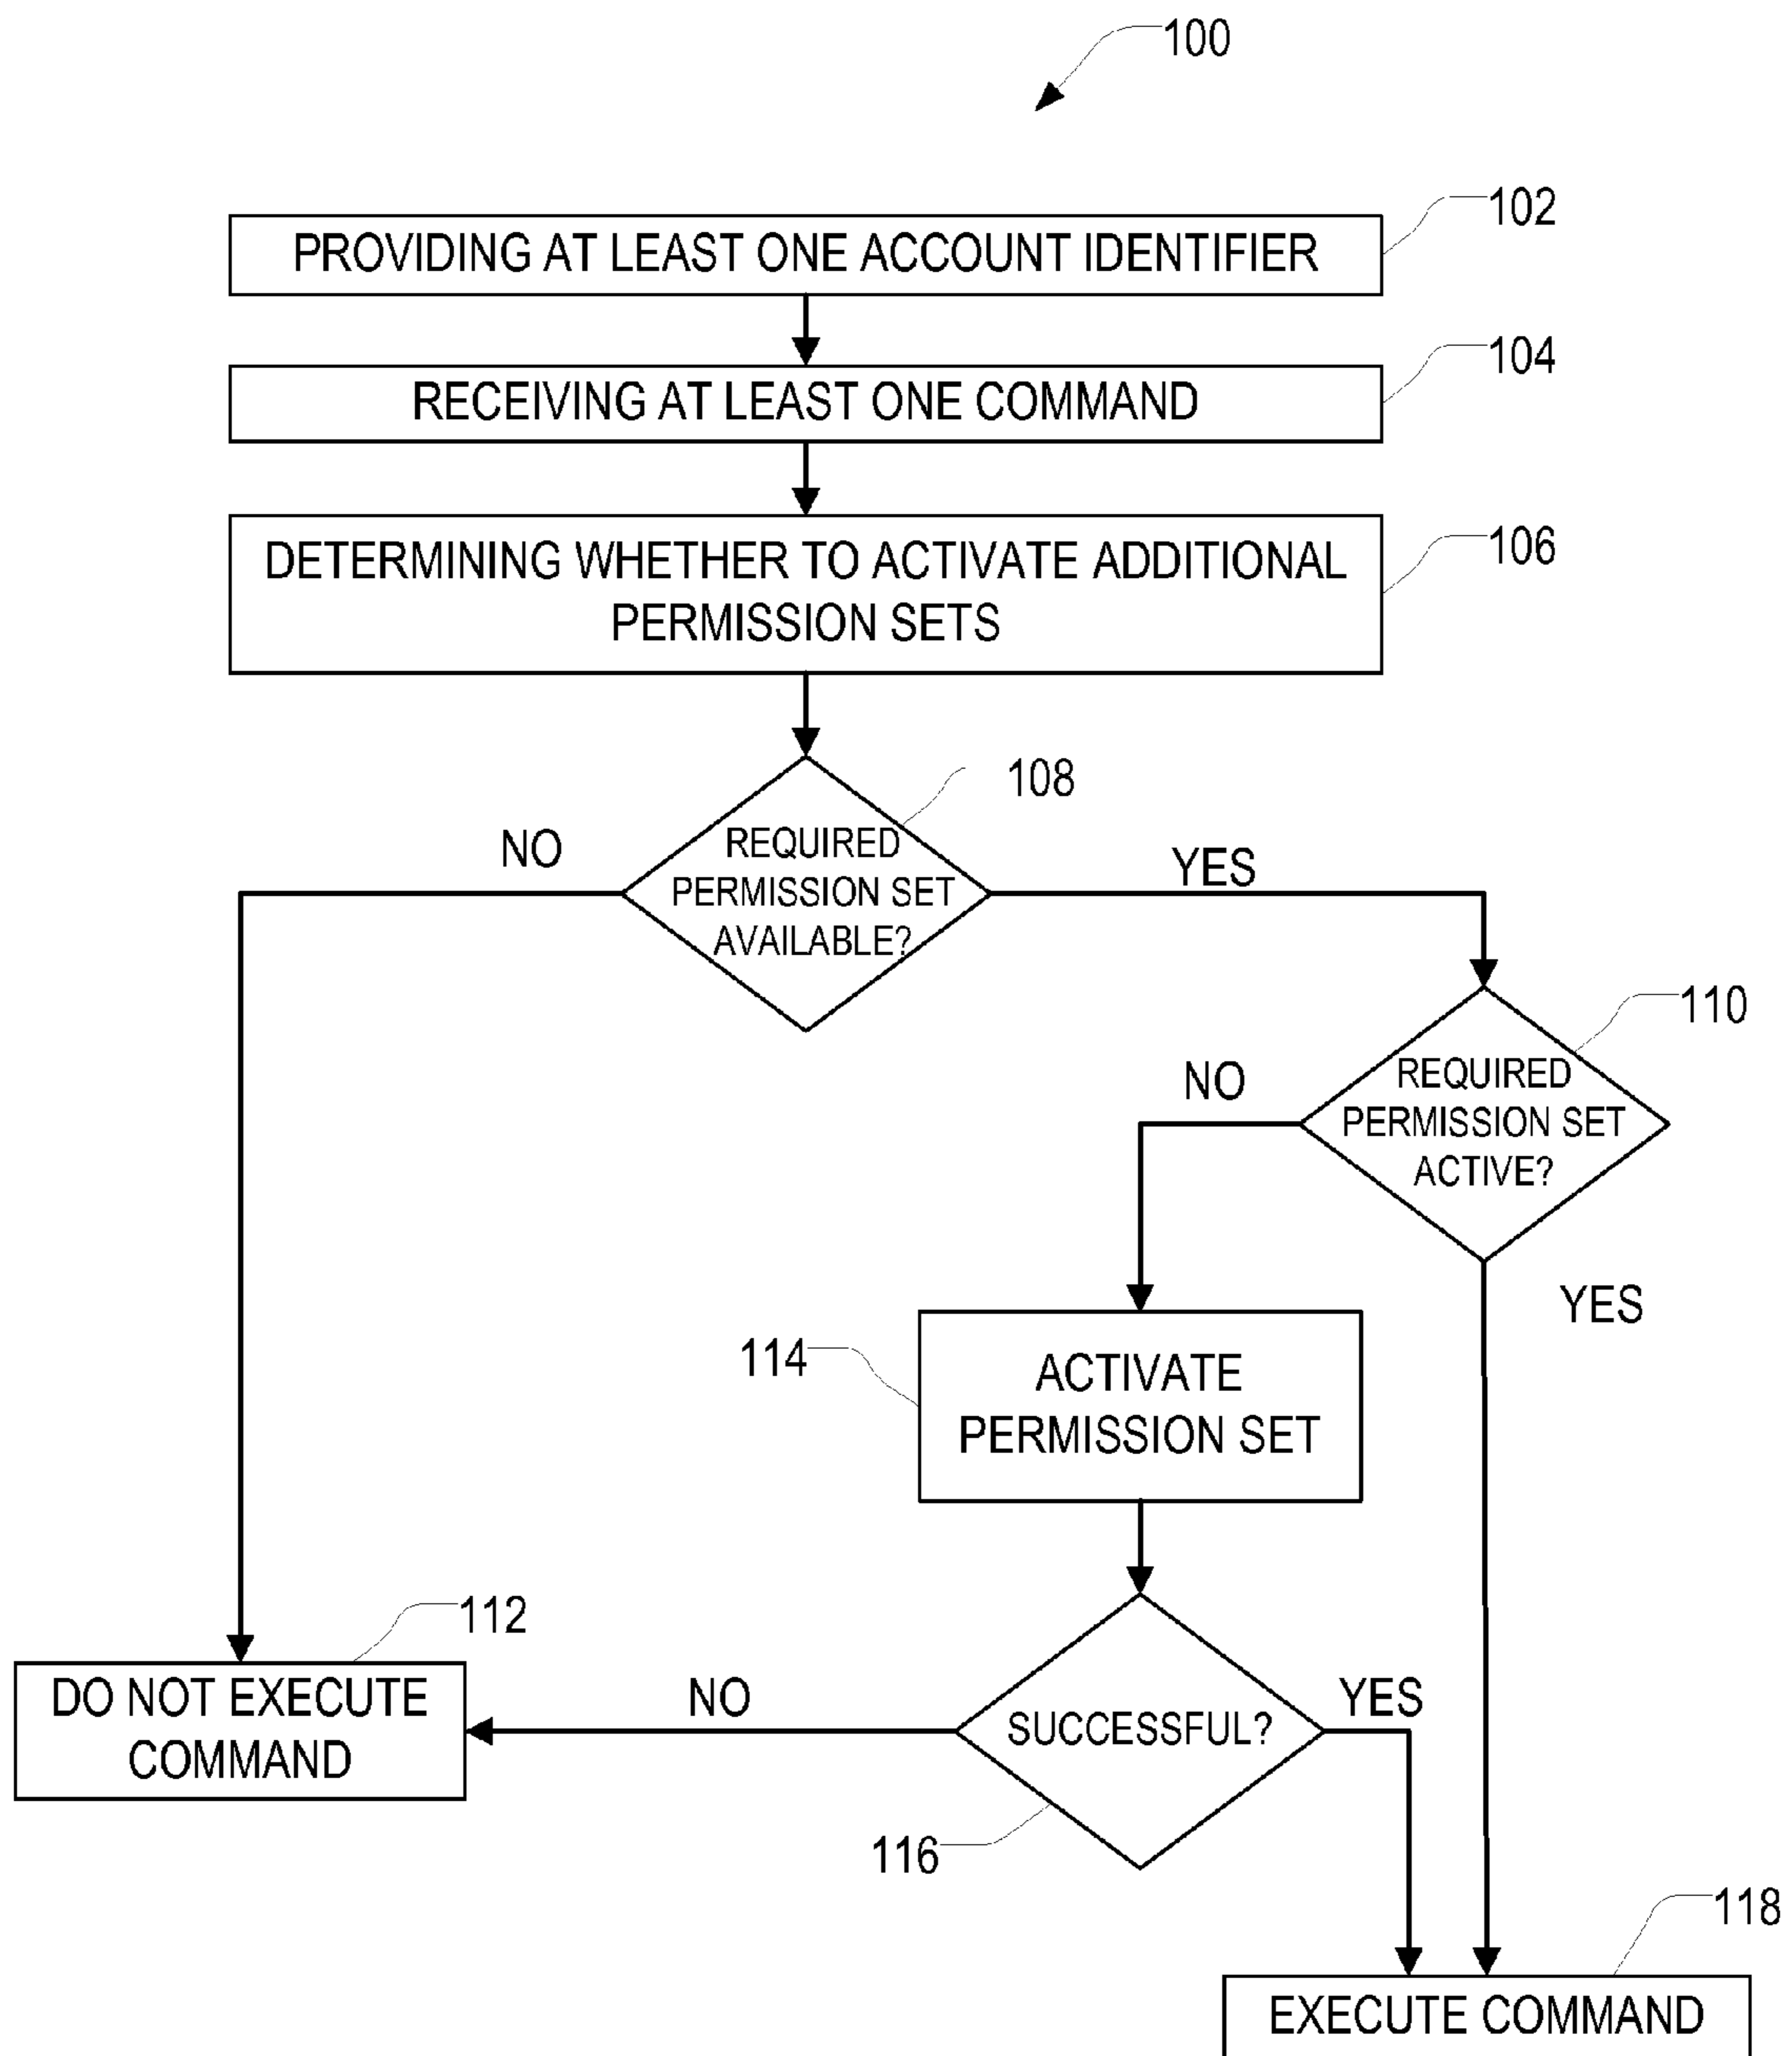 100
102
PROVIDING AT LEAST ONE ACCOUNT IDENTIFIER
104
RECEIVING AT LEAST ONE COMMAND
106
DETERMINING WHETHER TO ACTIVATE ADDITIONAL
PERMISSION SETS
108
REQUIRED
PERMISSION SET
AVAILABLE?
NO
YES
110
REQUIRED
PERMISSION SET
ACTIVE?
NO
YES
114
ACTIVATE
PERMISSION SET
112
DO NOT EXECUTE
COMMAND
NO
SUCCESSFUL?
YES
116
118
EXECUTE COMMAND